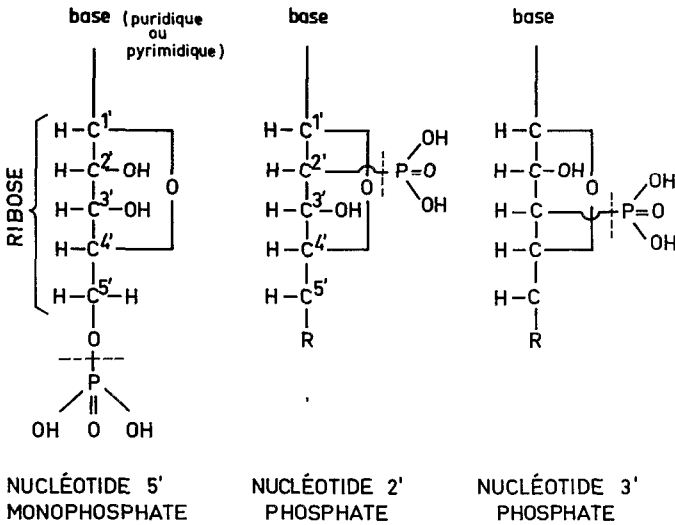 base (puridique
ou
pyrimidique)
base
base
RIBOSE
H-C1'
H-C2'-OH
O
H-C3'-OH
H-C4'
H-C5'-H
O
P
OH O OH
H-C1'
H-C2'
O
P=O
OH
OH
H-C3'-OH
H-C4'
H-C5'
R
H-C
H-C-OH
O
H-C
P=O
OH
OH
H-C
H-C
R
NUCLÉOTIDE 5'
MONOPHOSPHATE
NUCLÉOTIDE 2'
PHOSPHATE
NUCLÉOTIDE 3'
PHOSPHATE